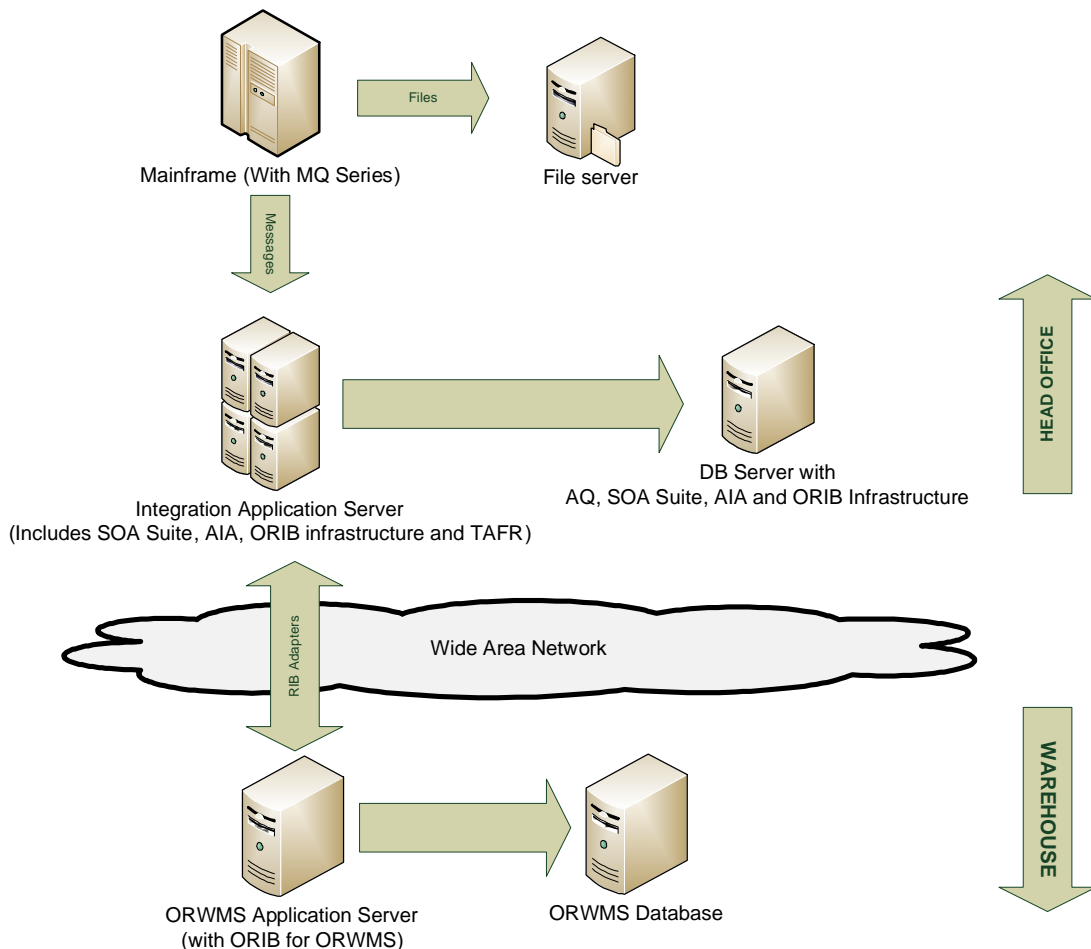 Files
Mainframe (With MQ Series)
File server
Messages
HEAD OFFICE
DB Server with
AQ, SOA Suite, AIA and ORIB Infrastructure
Integration Application Server
(Includes SOA Suite, AIA, ORIB infrastructure and TAFR)
RIB Adapters
Wide Area Network
WAREHOUSE
ORWMS Application Server
(with ORIB for ORWMS)
ORWMS Database